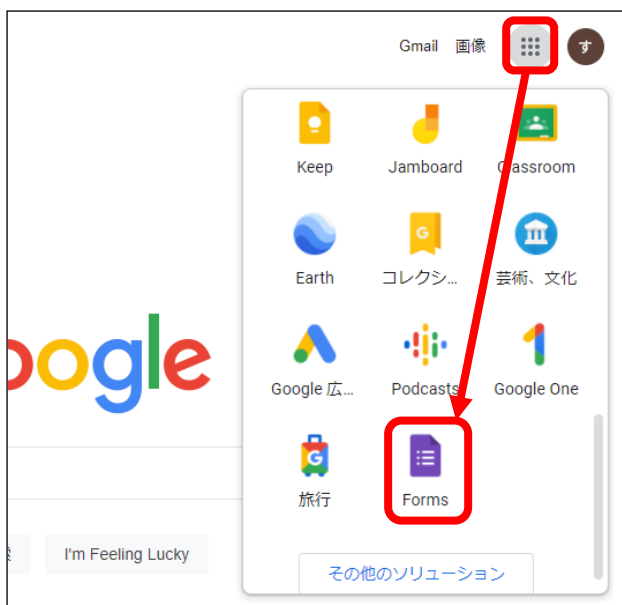 Gmail 画像 す
Keep Jamboard Classroom
G
Earth コレクシ... 芸術、文化
oogle
Google 広... Podcasts Google One
G
旅行 Forms
I'm Feeling Lucky
その他のソリューション